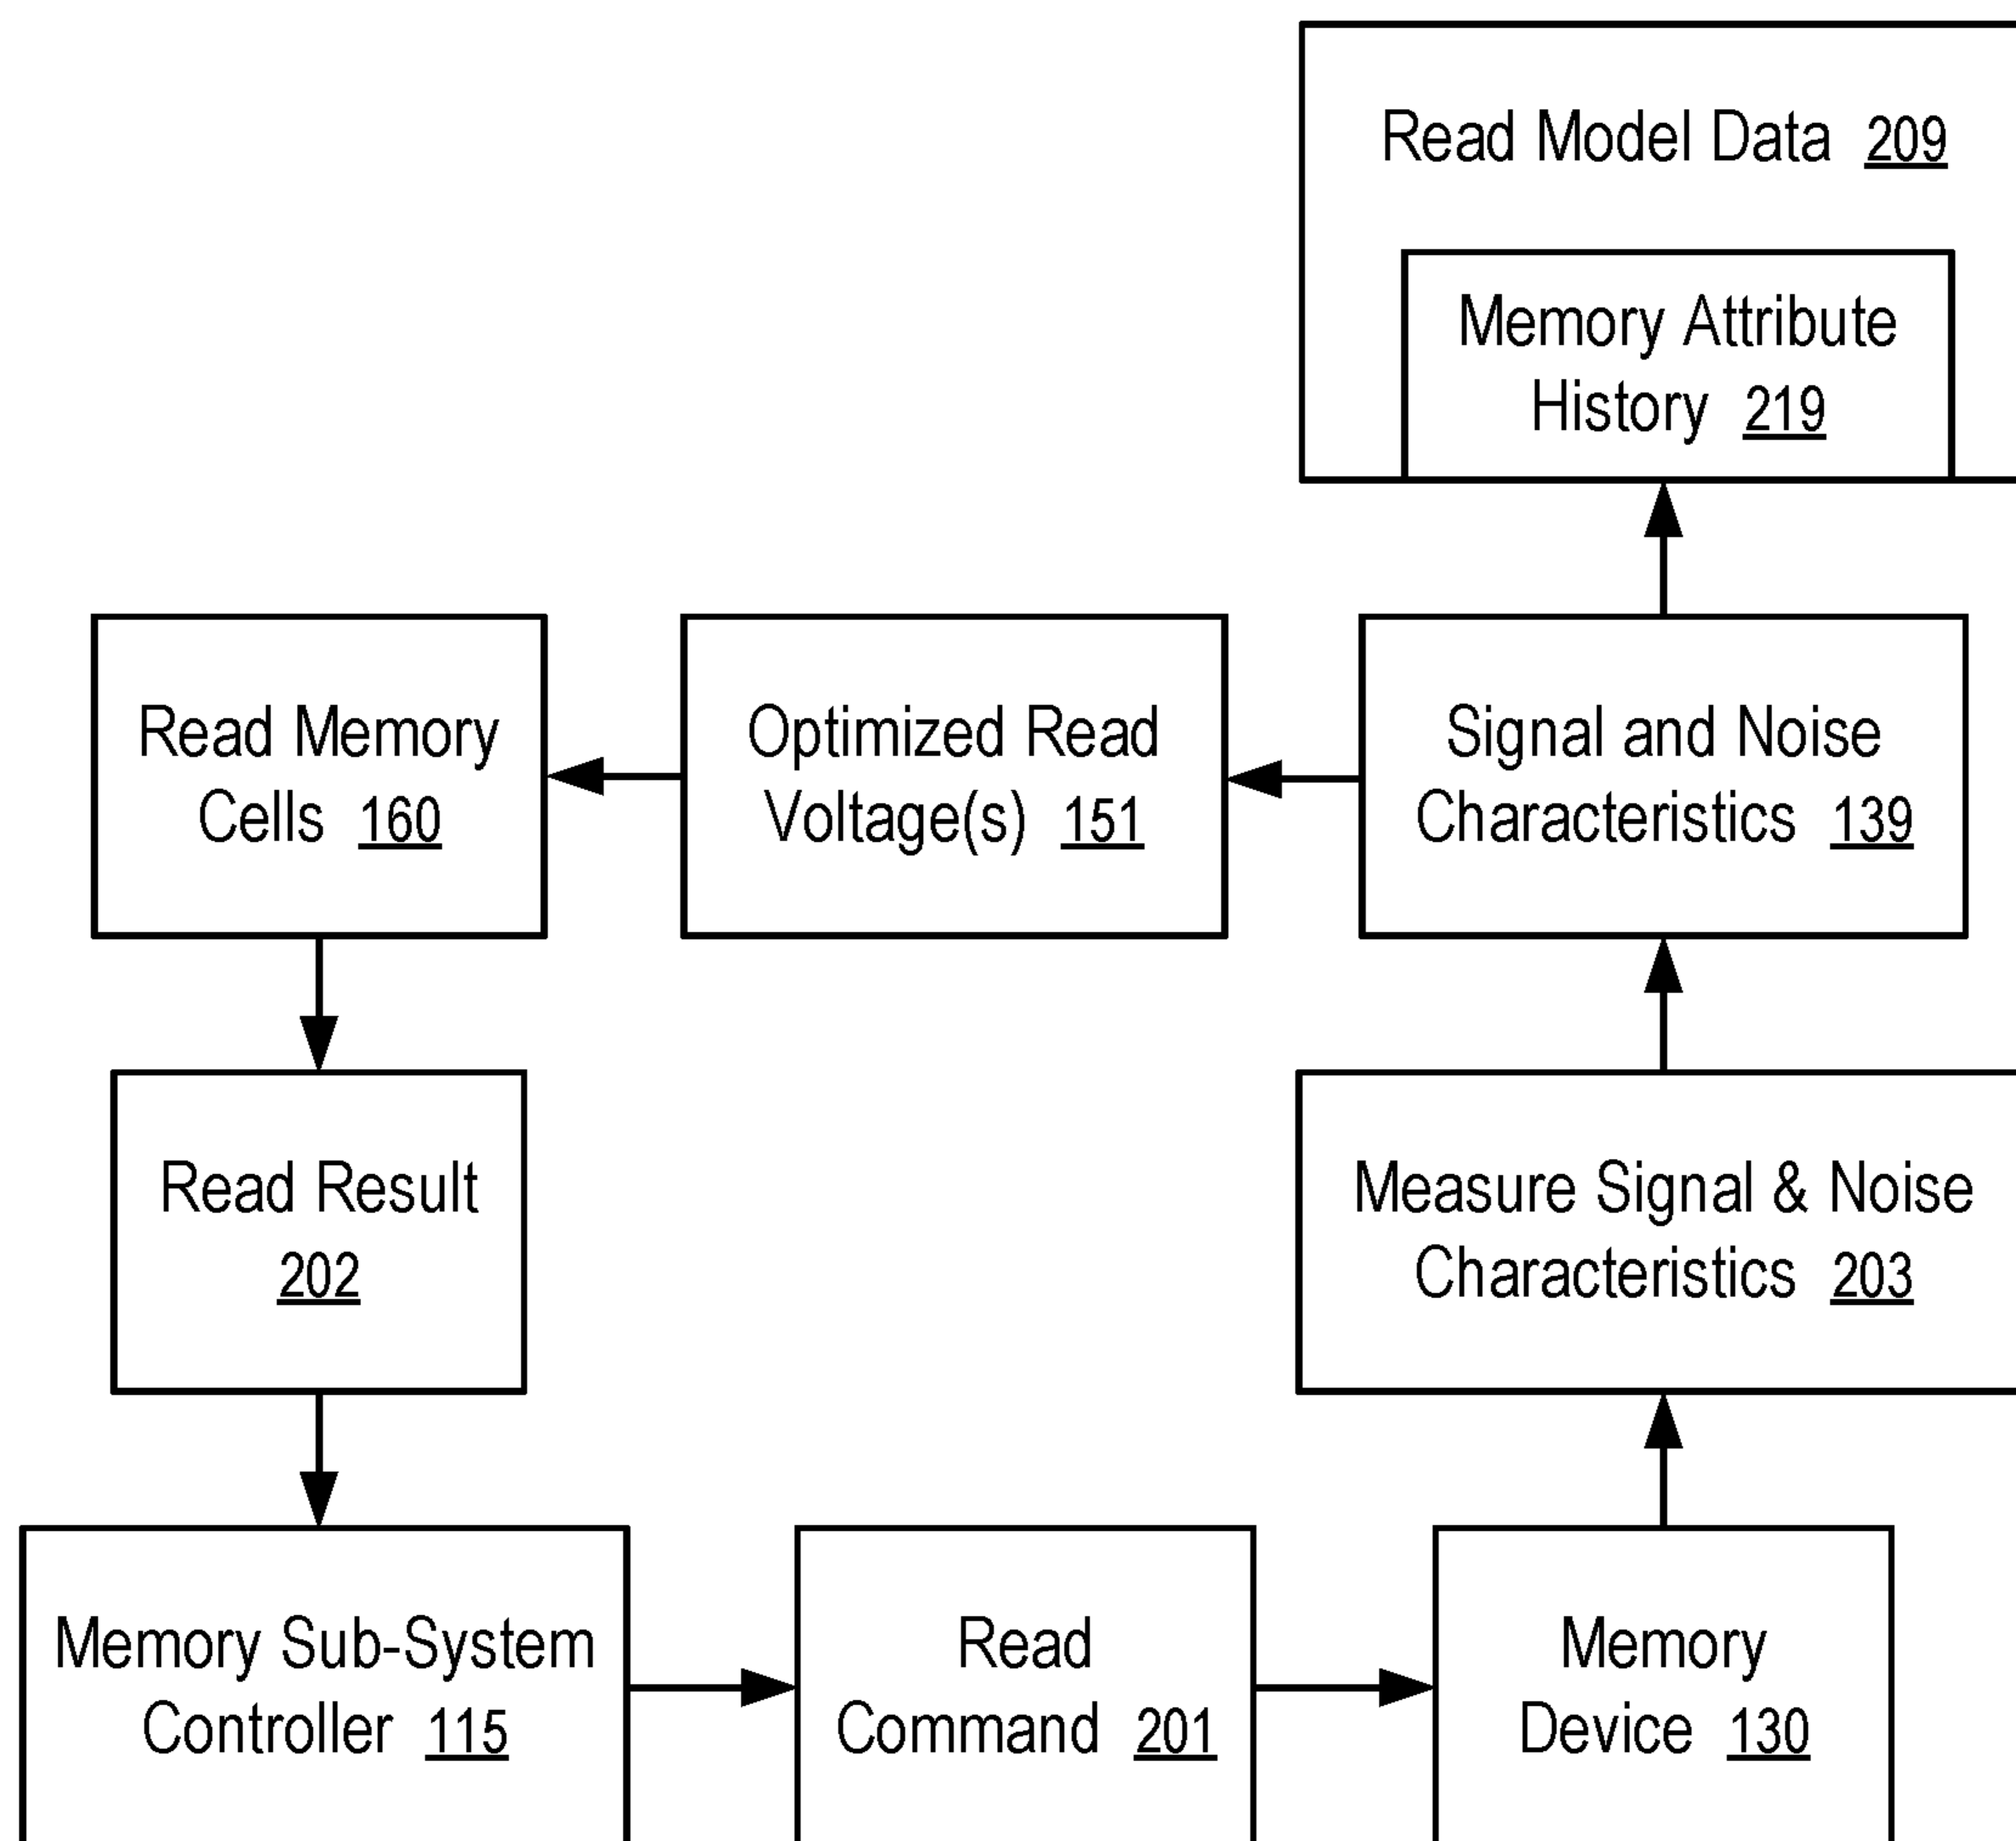 Read Model Data 209
Memory Attribute
History 219
Read Memory
Cells 160
Optimized Read
Voltage(s) 151
Signal and Noise
Characteristics 139
Read Result
202
Measure Signal & Noise
Characteristics 203
Memory Sub-System
Controller 115
Read
Command 201
Memory
Device 130